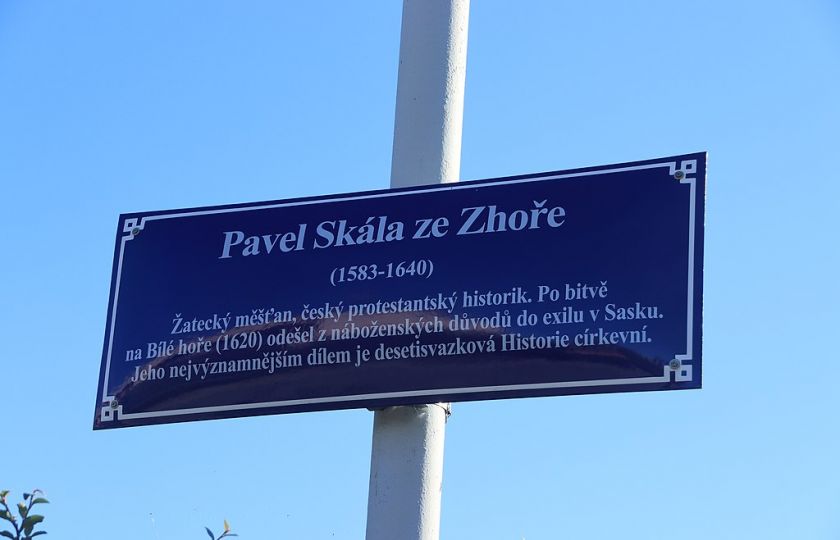 Pavel Skála ze Zhoře
(1583-1640)
Žatecký měšťan, český protestantský historik. Po bitvě
na Bílé hoře (1620) odešel z náboženských důvodů do exilu v Sasku.
Jeho nejvýznamnějším dílem je desetisvazková Historie církevní.